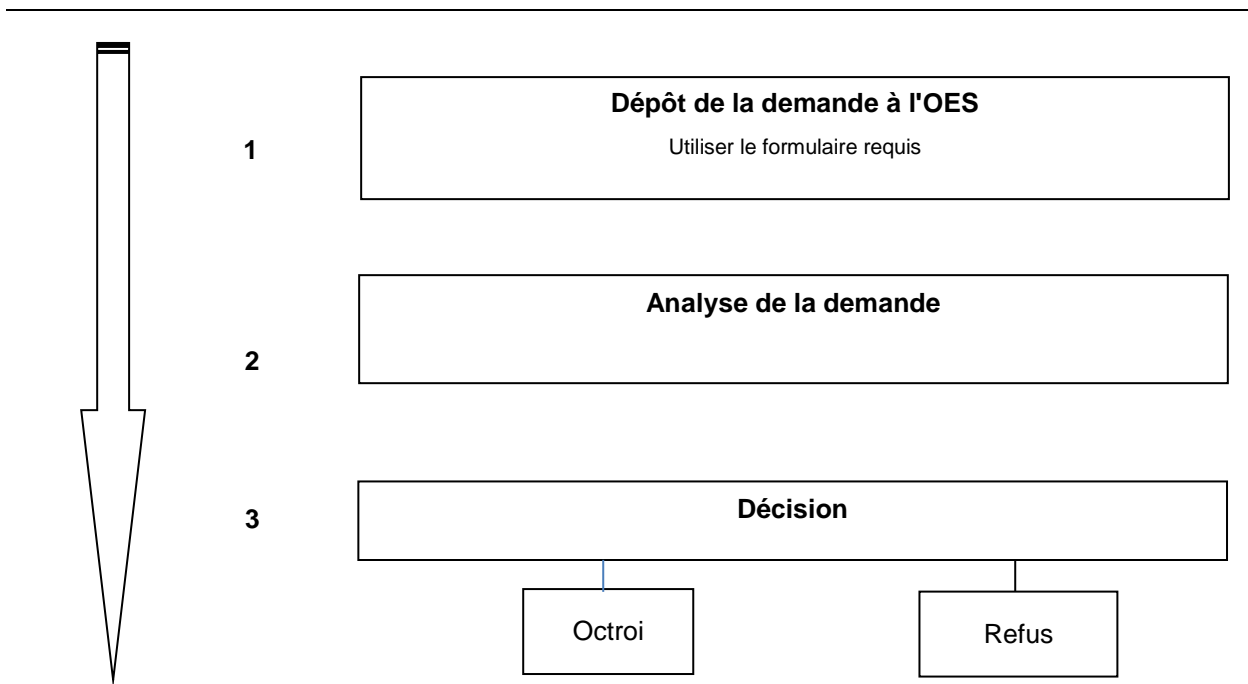 Dépôt de la demande à l'OES
1
Utiliser le formulaire requis
Analyse de la demande
2
Décision
3
Octroi
Refus